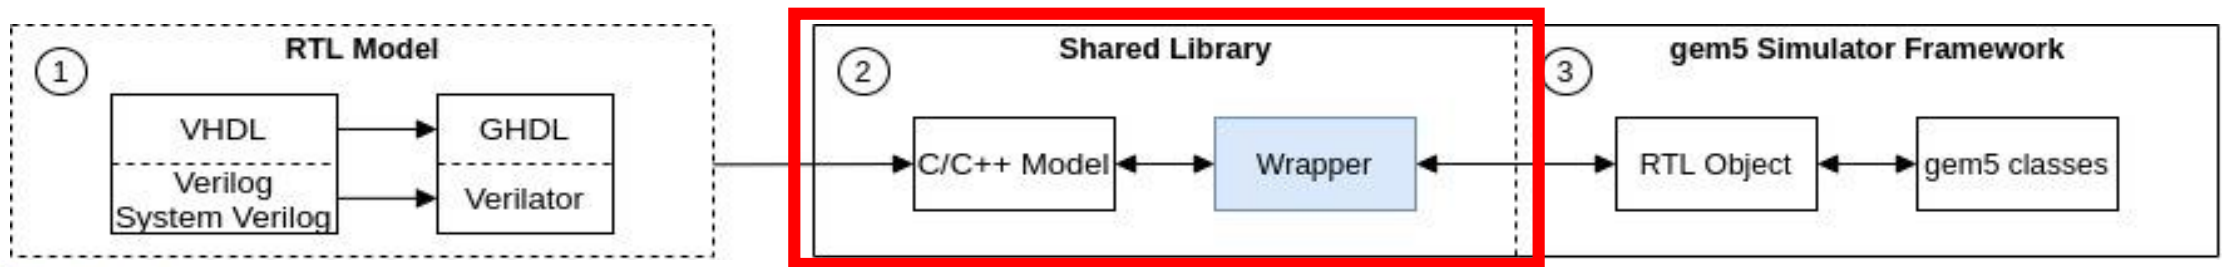 RTL Model
1
VHDL
Verilog
System Verilog
GHDL
Verilator
Shared Library
2
C/C++ Model
Wrapper
gem5 Simulator Framework
3
RTL Object
gem5 classes